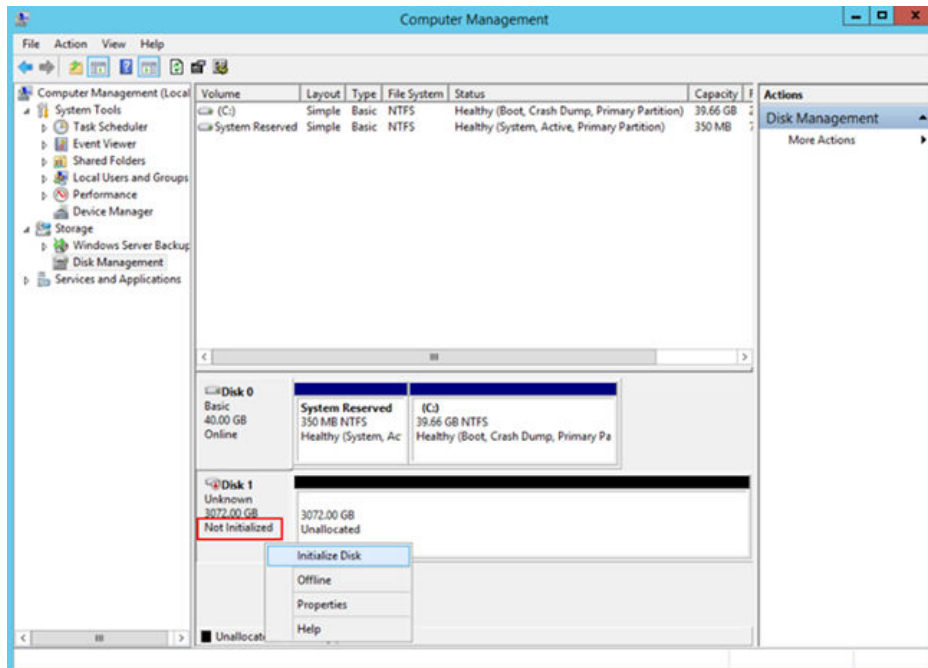 Computer Management
File Action View Help
Computer Management (Local
System Tools
Task Scheduler
Event Viewer
Shared Folders
Local Users and Groups
Performance
Device Manager
Storage
Windows Server Backup
Disk Management
Services and Applications
Volume Layout Type File System Status Capacity F
(C:) Simple Basic NTFS Healthy (Boot, Crash Dump, Primary Partition) 39.66 GB
System Reserved Simple Basic NTFS Healthy (System, Active, Primary Partition) 350 MB
Disk 0
Basic
40.00 GB
Online
System Reserved
350 MB NTFS
Healthy (System, Ac
(C:)
39.66 GB NTFS
Healthy (Boot, Crash Dump, Primary Pa
Disk 1
Unknown
3072.00 GB
Not Initialized
3072.00 GB
Unallocated
Initialize Disk
Offline
Properties
Help
Unallocat
Actions
Disk Management
More Actions